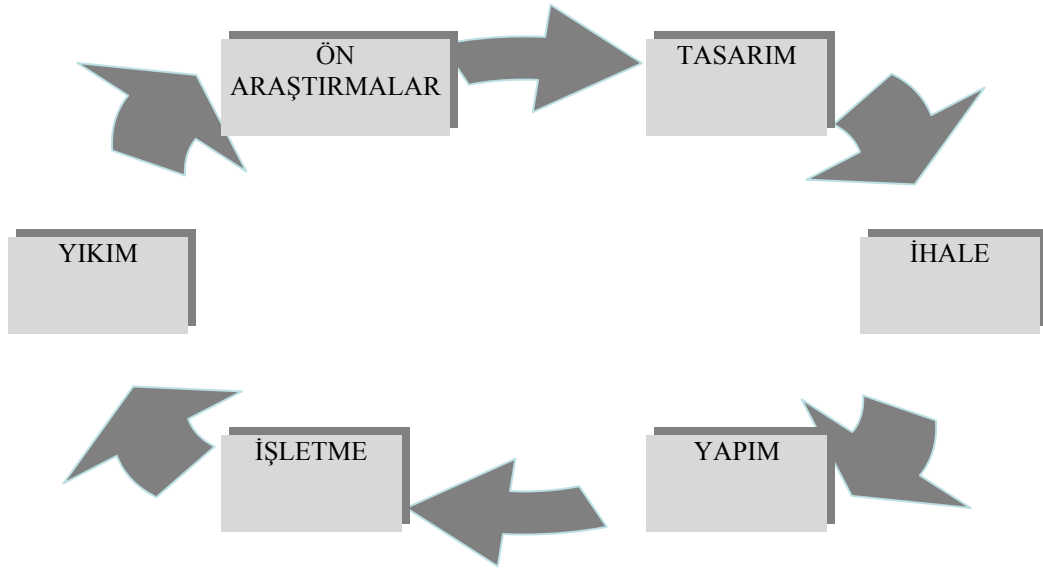 ÖN
ARAŞTIRMALAR
TASARIM
YIKIM
İHALE
İŞLETME
YAPIM